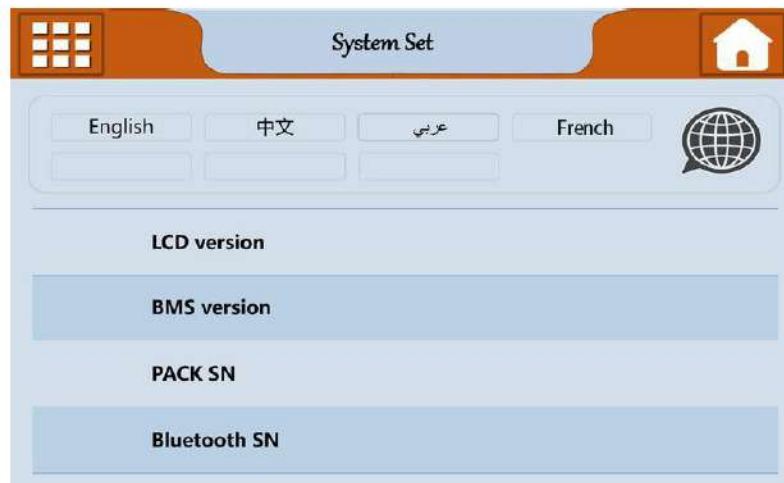 System Set
English 中文 عربي French
LCD version
BMS version
PACK SN
Bluetooth SN